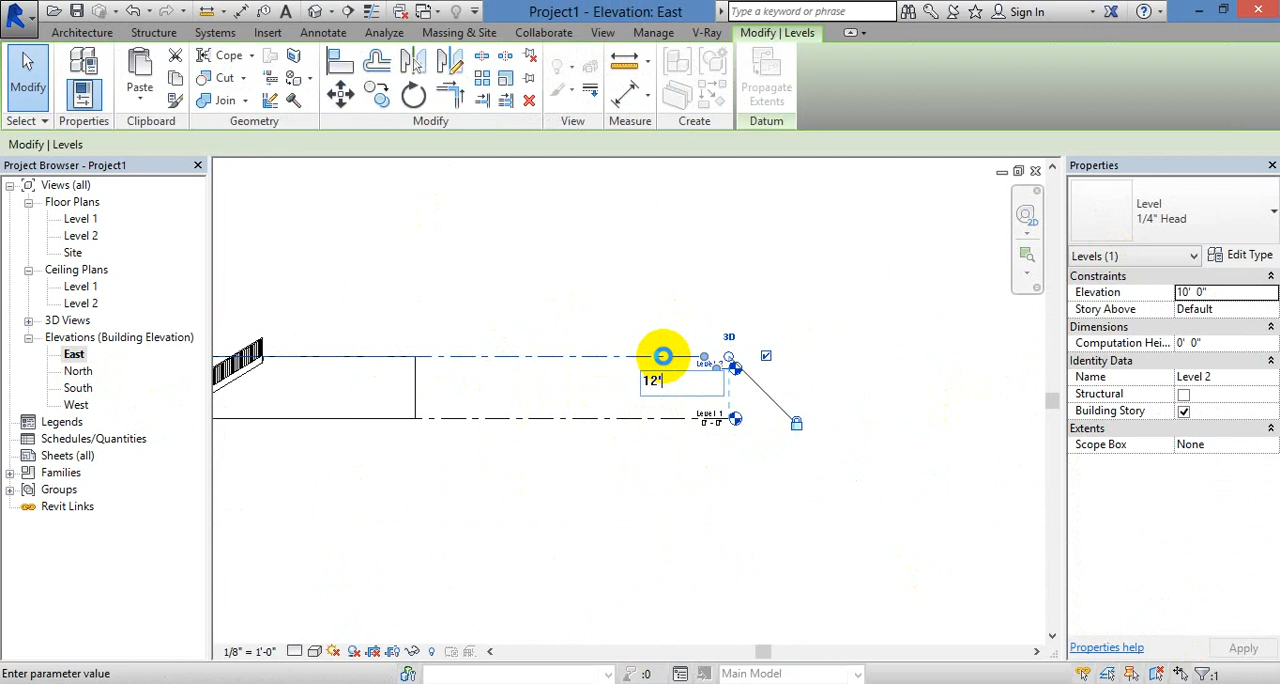 Project1 - Elevation: East
Type a keyword or phrase
Sign In
Architecture Structure Systems Insert Annotate Analyze Massing & Site Collaborate View Manage V-Ray Modify | Levels
Modify
Paste
Cope
Cut
Join
Propagate
Extents
Select Properties Clipboard Geometry Modify View Measure Create Datum
Modify | Levels
Project Browser - Project1
Views (all)
Floor Plans
Level 1
Level 2
Site
Ceiling Plans
Level 1
Level 2
3D Views
Elevations (Building Elevation)
East
North
South
West
Legends
Schedules/Quantities
Sheets (all)
Families
Groups
Revit Links
2D
3D
Level 2
12'
Level 1
0' - 0"
Properties
Level
1/4" Head
Levels (1)
Edit Type
Constraints
Elevation 10' 0"
Story Above Default
Dimensions
Computation Hei... 0' 0"
Identity Data
Name Level 2
Structural
Building Story
Extents
Scope Box None
Properties help
Apply
1/8" = 1'-0"
Enter parameter value
:0
Main Model
:1